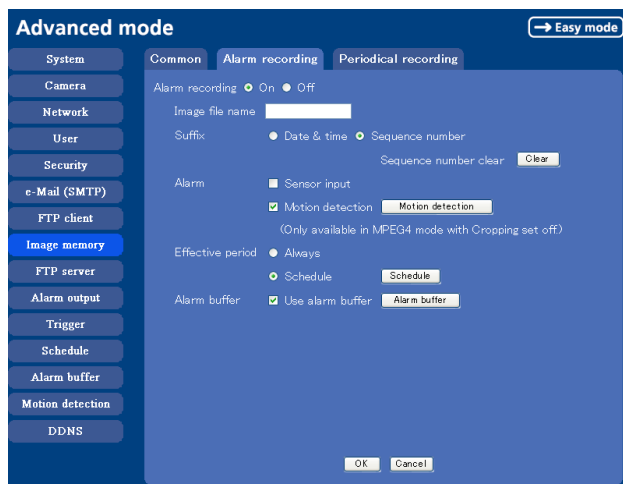 Advanced mode
→ Easy mode
System
Camera
Network
User
Security
e-Mail (SMTP)
FTP client
Image memory
FTP server
Alarm output
Trigger
Schedule
Alarm buffer
Motion detection
DDNS
Common Alarm recording Periodical recording
Alarm recording On Off
Image file name
Suffix Date & time Sequence number
Sequence number clear Clear
Alarm Sensor input
Motion detection Motion detection
(Only available in MPEG4 mode with Cropping set off.)
Effective period Always
Schedule Schedule
Alarm buffer Use alarm buffer Alarm buffer
OK Cancel